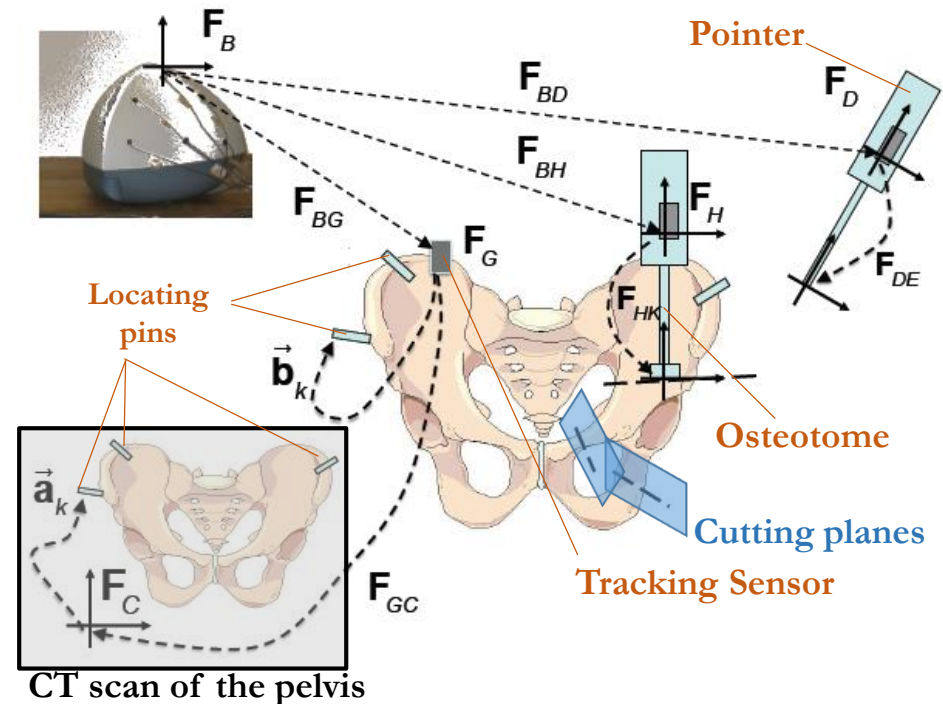 F_B
Pointer
F_D
F_BD
F_BH
F_BG
F_H
F_G
F_DE
Locating
pins
F_HK
b_k
Osteotome
a_k
Cutting planes
F_C
F_GC
Tracking Sensor
CT scan of the pelvis